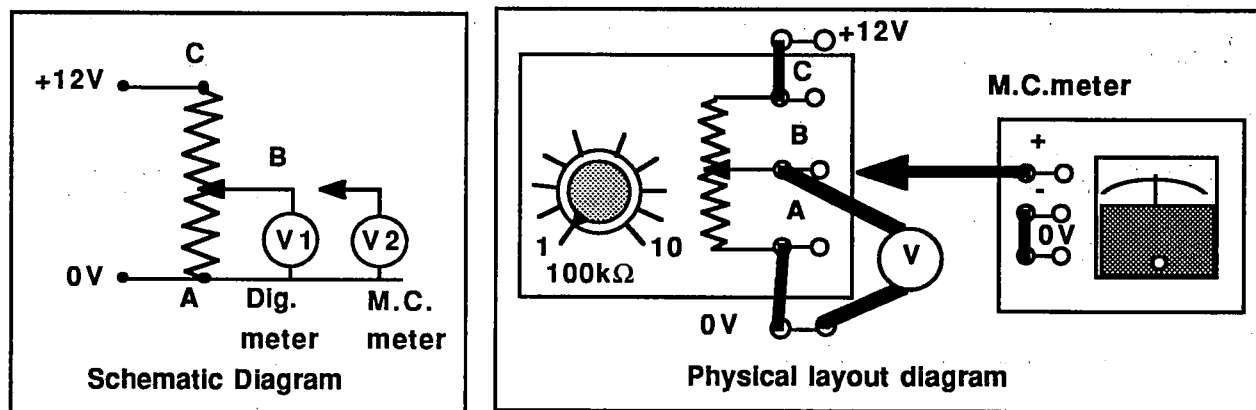 C
+12V
B
V1
V2
0V
A
Dig.
meter
M.C.
meter
Schematic Diagram
+12V
C
B
A
1
10
100kΩ
V
0V
M.C.meter
+
-
0V
Physical layout diagram